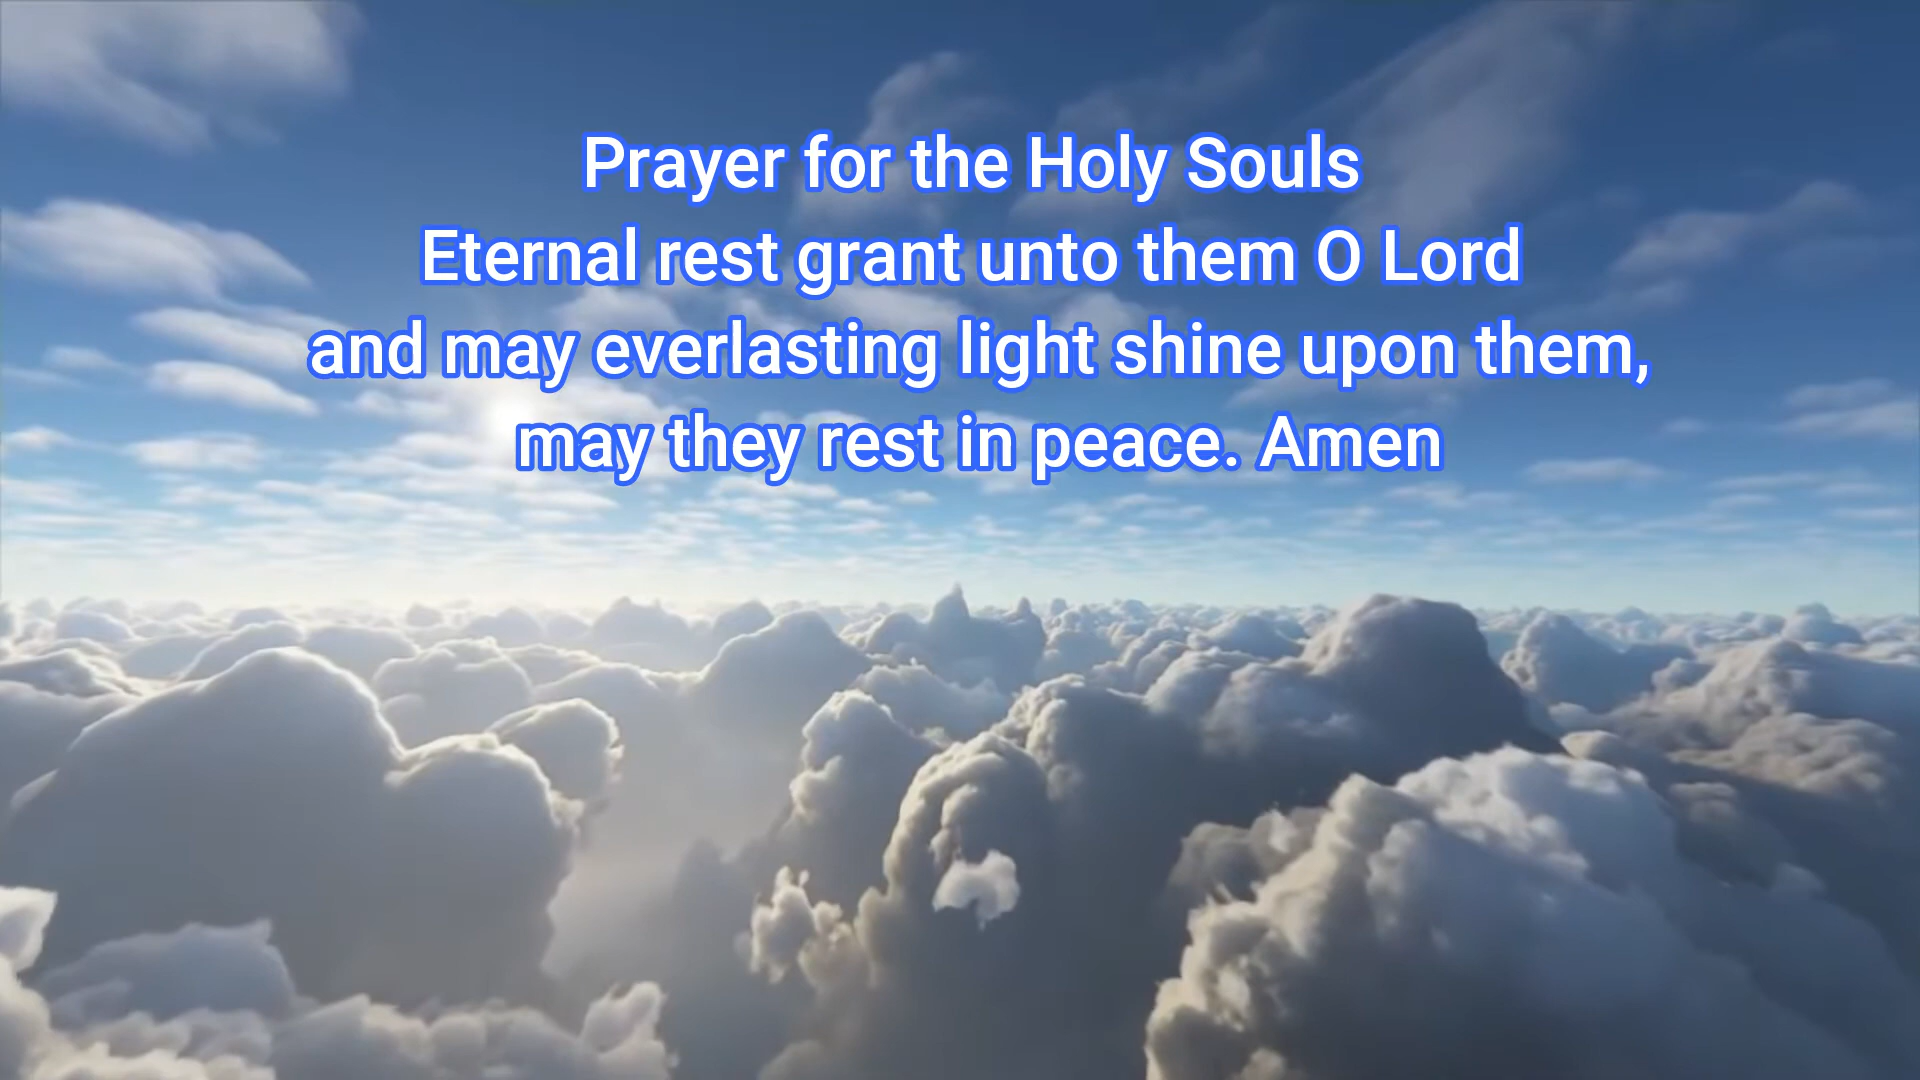 Prayer for the Holy Souls
Eternal rest grant unto them O Lord
and may everlasting light shine upon them,
may they rest in peace. Amen